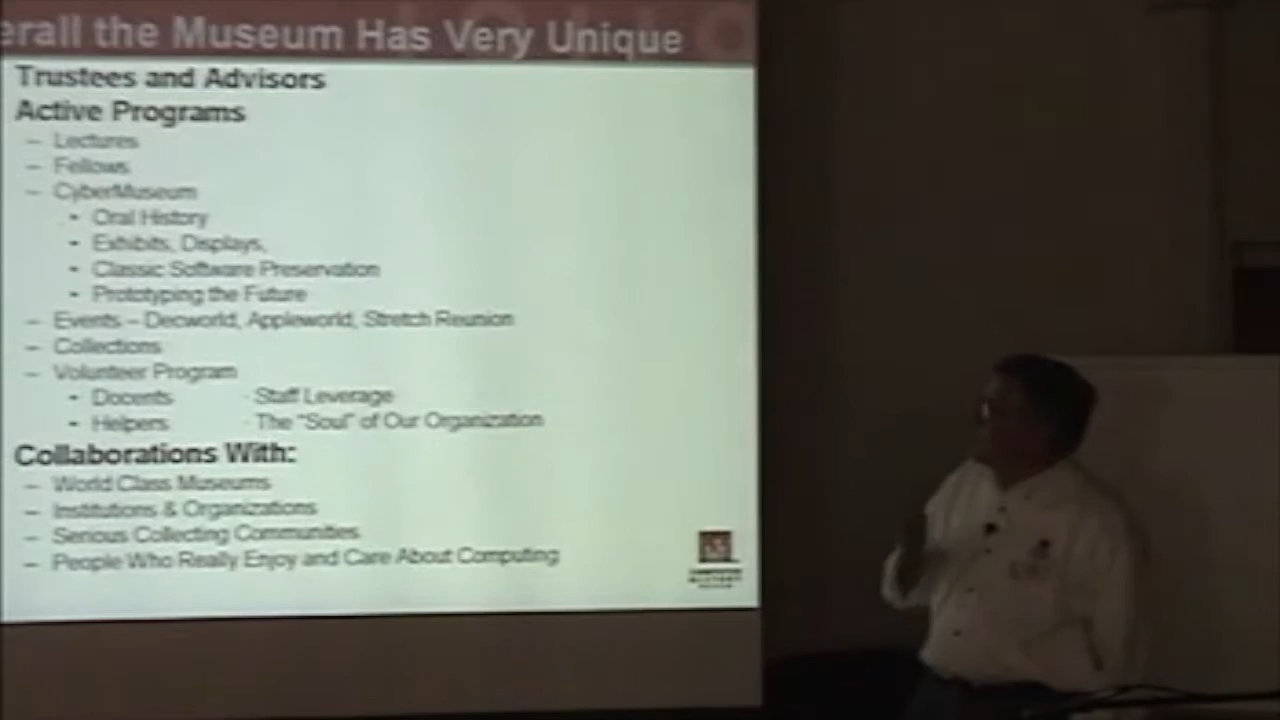 erall the Museum Has Very Unique
Trustees and Advisors
Active Programs
– Lectures
– Fellows
– CyberMuseum
• Oral History
• Exhibits, Displays,
• Classic Software Preservation
• Prototyping the Future
– Events – Decworld, Appleworld, Stretch Reunion
– Collections
– Volunteer Program
• Docents · Staff Leverage
• Helpers · The "Soul" of Our Organization
Collaborations With:
– World Class Museums
– Institutions & Organizations
– Serious Collecting Communities
– People Who Really Enjoy and Care About Computing
COMPUTER
HISTORY